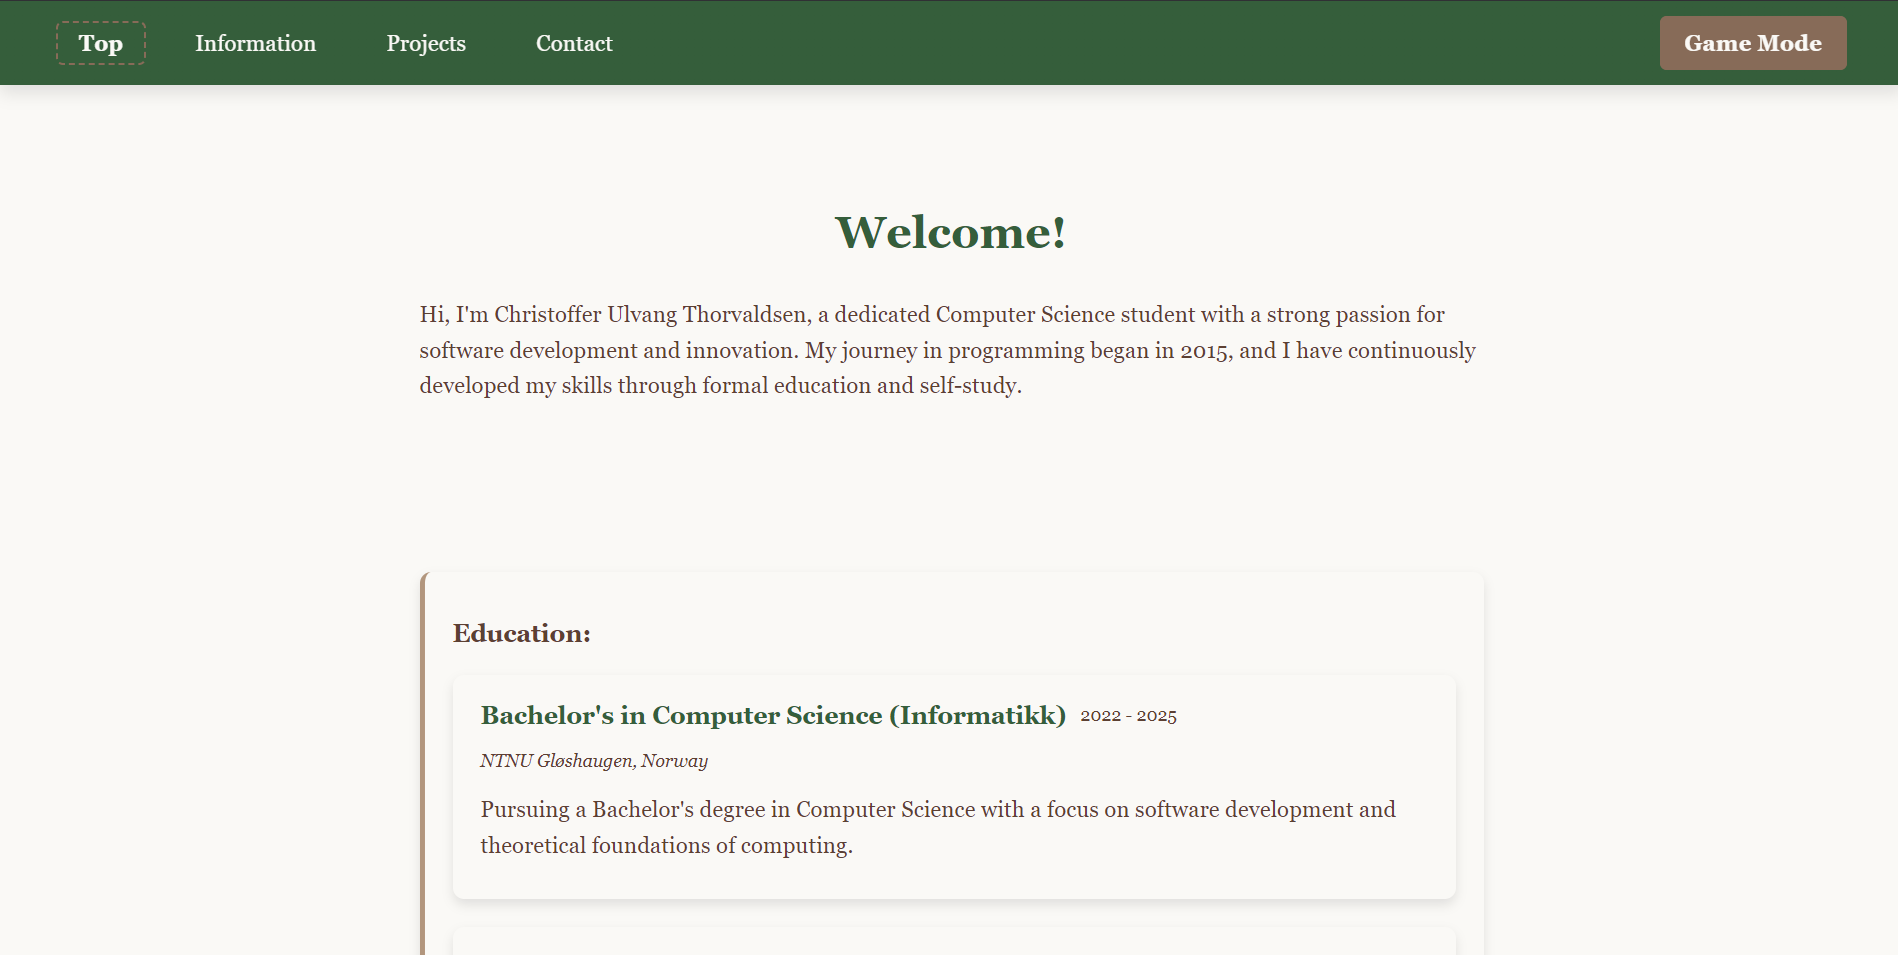 Top Information Projects Contact Game Mode
Welcome!
Hi, I'm Christoffer Ulvang Thorvaldsen, a dedicated Computer Science student with a strong passion for
software development and innovation. My journey in programming began in 2015, and I have continuously
developed my skills through formal education and self-study.
Education:
Bachelor's in Computer Science (Informatikk) 2022 - 2025
NTNU Gløshaugen, Norway
Pursuing a Bachelor's degree in Computer Science with a focus on software development and
theoretical foundations of computing.